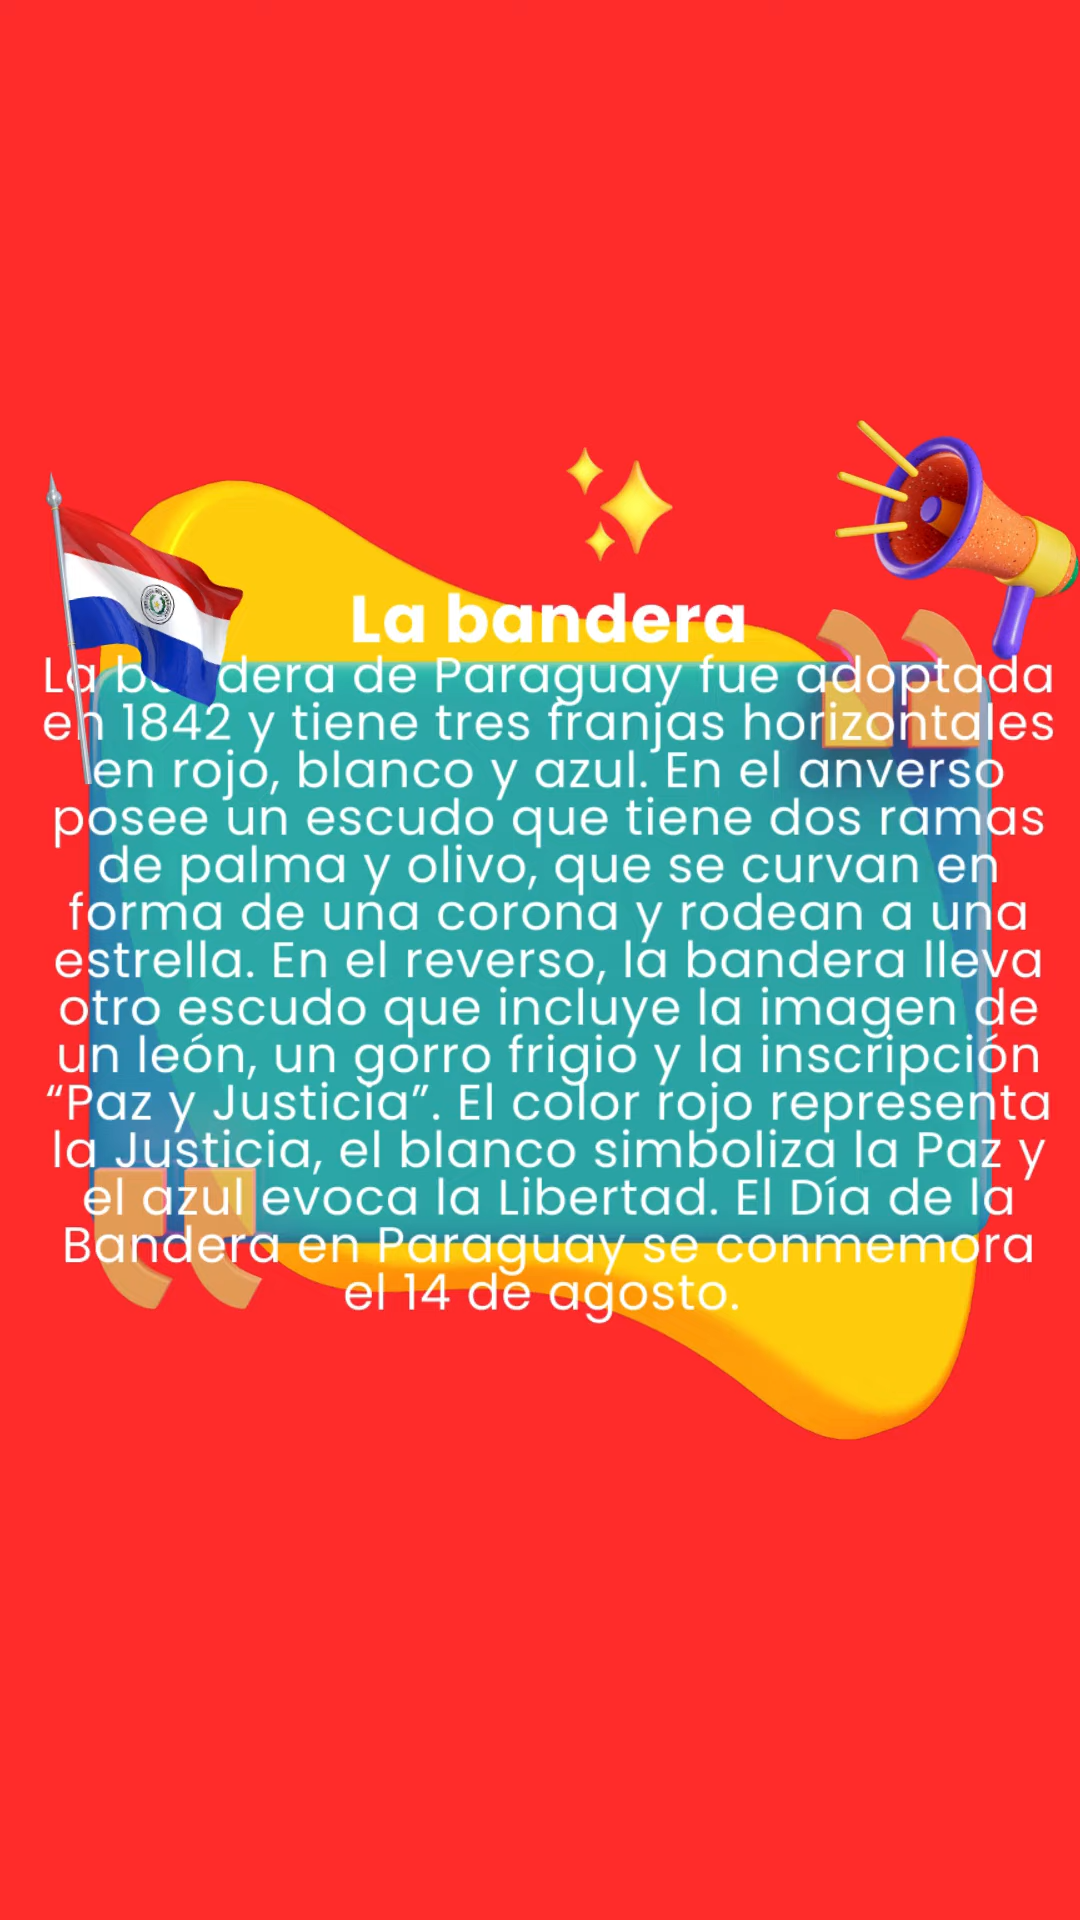 La bandera
La bandera de Paraguay fue adoptada
en 1842 y tiene tres franjas horizontales
en rojo, blanco y azul. En el anverso
posee un escudo que tiene dos ramas
de palma y olivo, que se curvan en
forma de una corona y rodean a una
estrella. En el reverso, la bandera lleva
otro escudo que incluye la imagen de
un león, un gorro frigio y la inscripción
“Paz y Justicia”. El color rojo representa
la Justicia, el blanco simboliza la Paz y
el azul evoca la Libertad. El Día de la
Bandera en Paraguay se conmemora
el 14 de agosto.